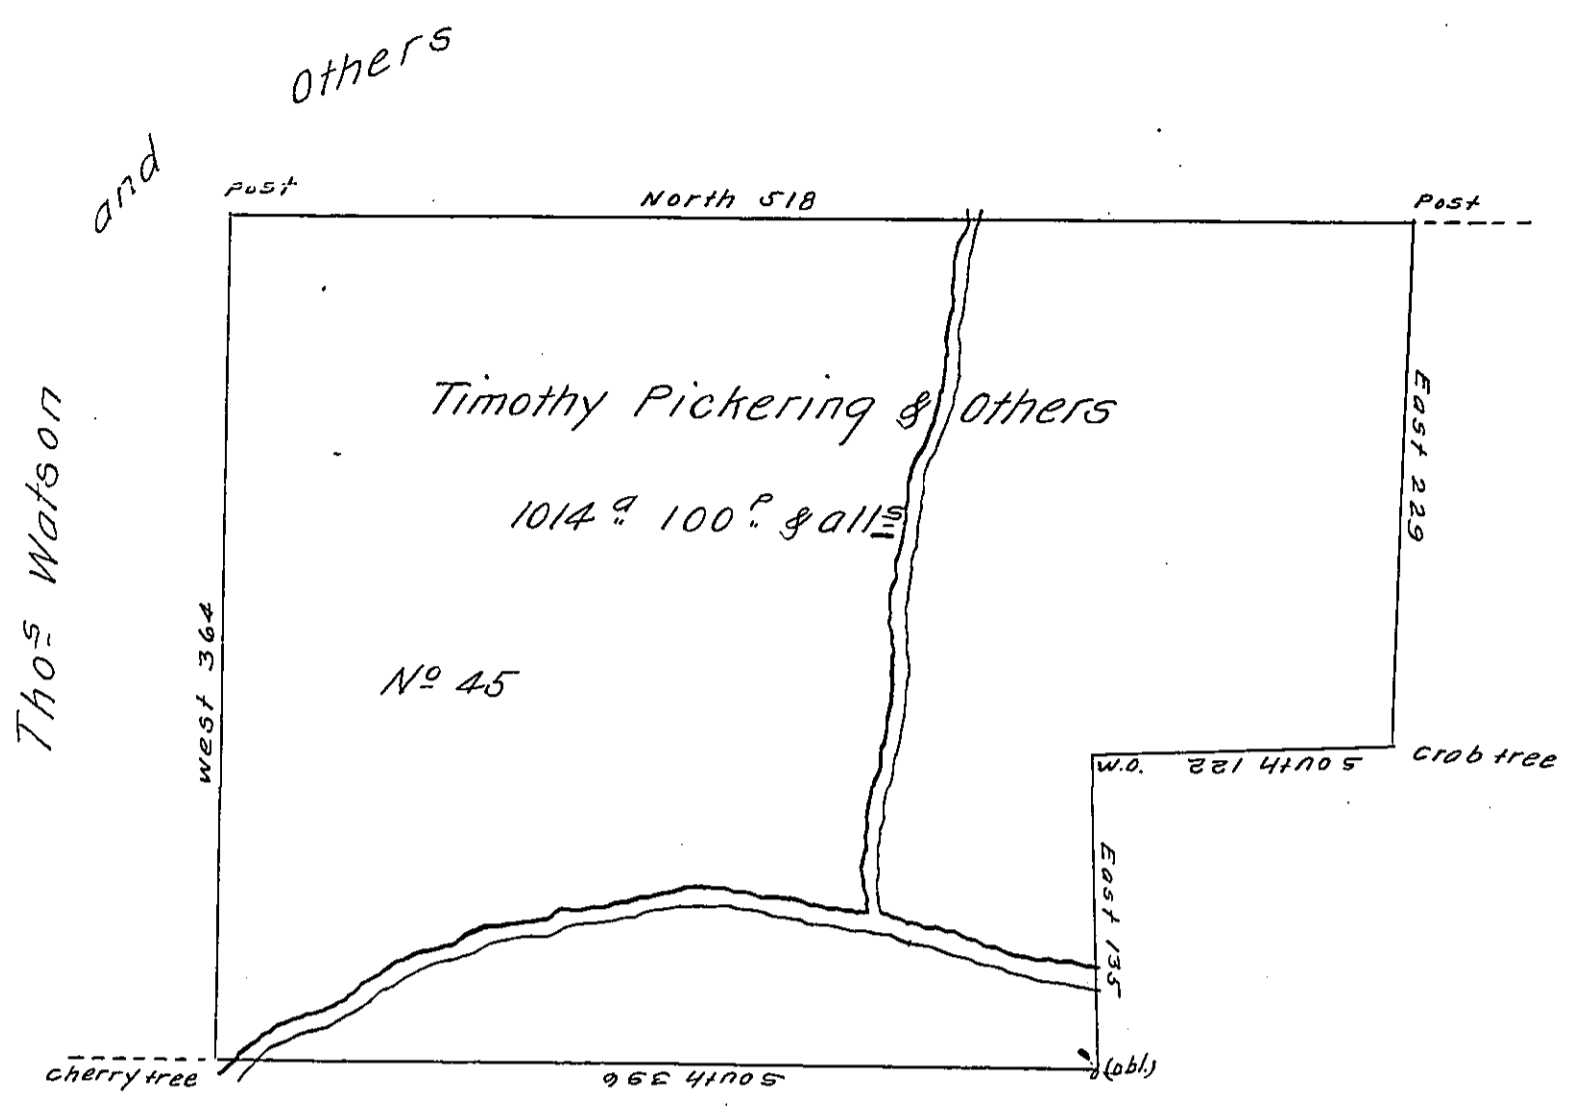 Others
and
Thos Watson
Post
North 518
Post
Timothy Pickering & Others
1014 a 100 p & alls
No 45
West 364
East 229
Crab tree
South 122
W.O.
East 135
(obl.)
South 396
Cherry tree